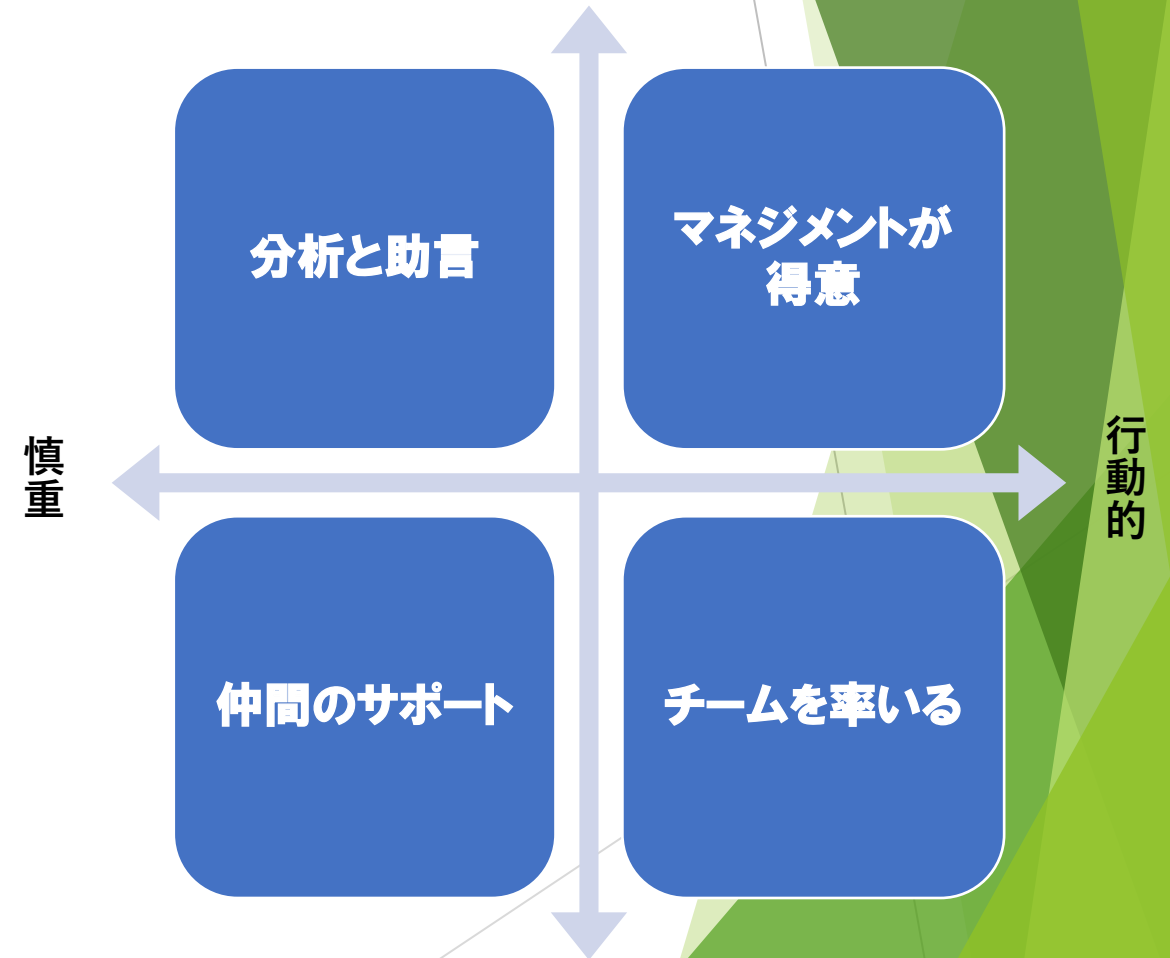 分析と助言
マネジメントが
得意
慎重
行動的
仲間のサポート
チームを率いる